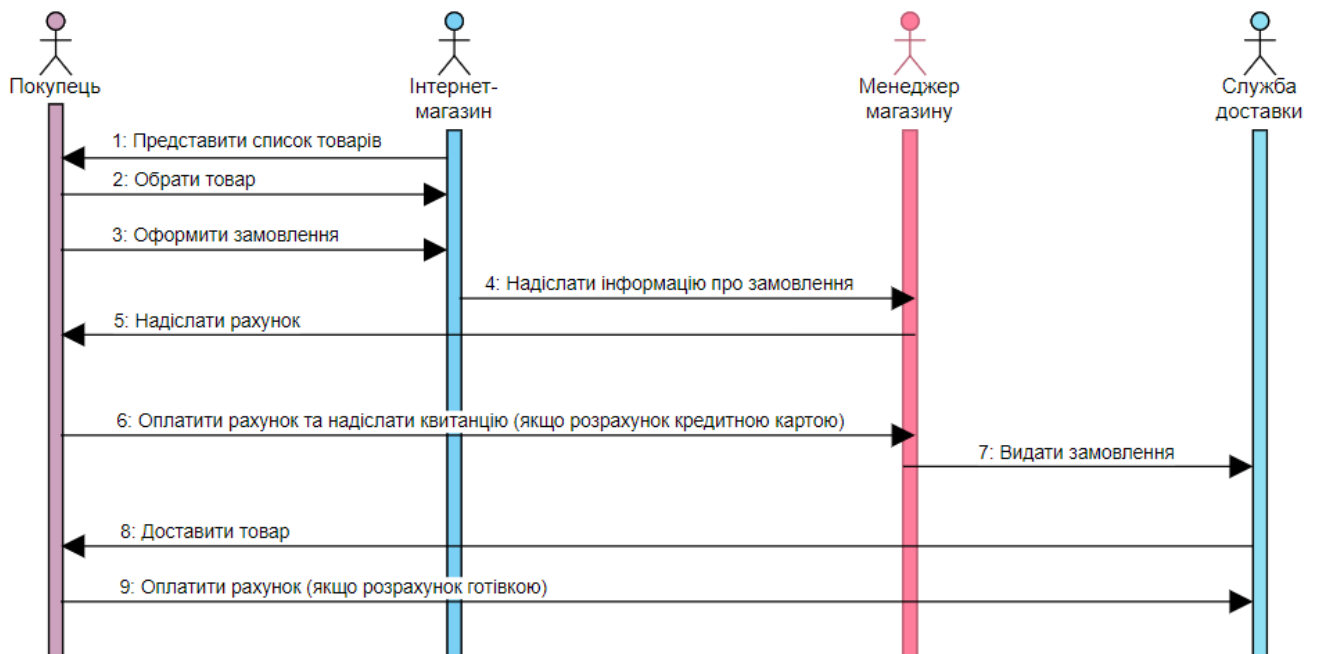 Покупець
Інтернет-
магазин
Менеджер
магазину
Служба
доставки
1: Представити список товарів
2: Обрати товар
3: Оформити замовлення
4: Надіслати інформацію про замовлення
5: Надіслати рахунок
6: Оплатити рахунок та надіслати квитанцію (якщо розрахунок кредитною картою)
7: Видати замовлення
8: Доставити товар
9: Оплатити рахунок (якщо розрахунок готівкою)